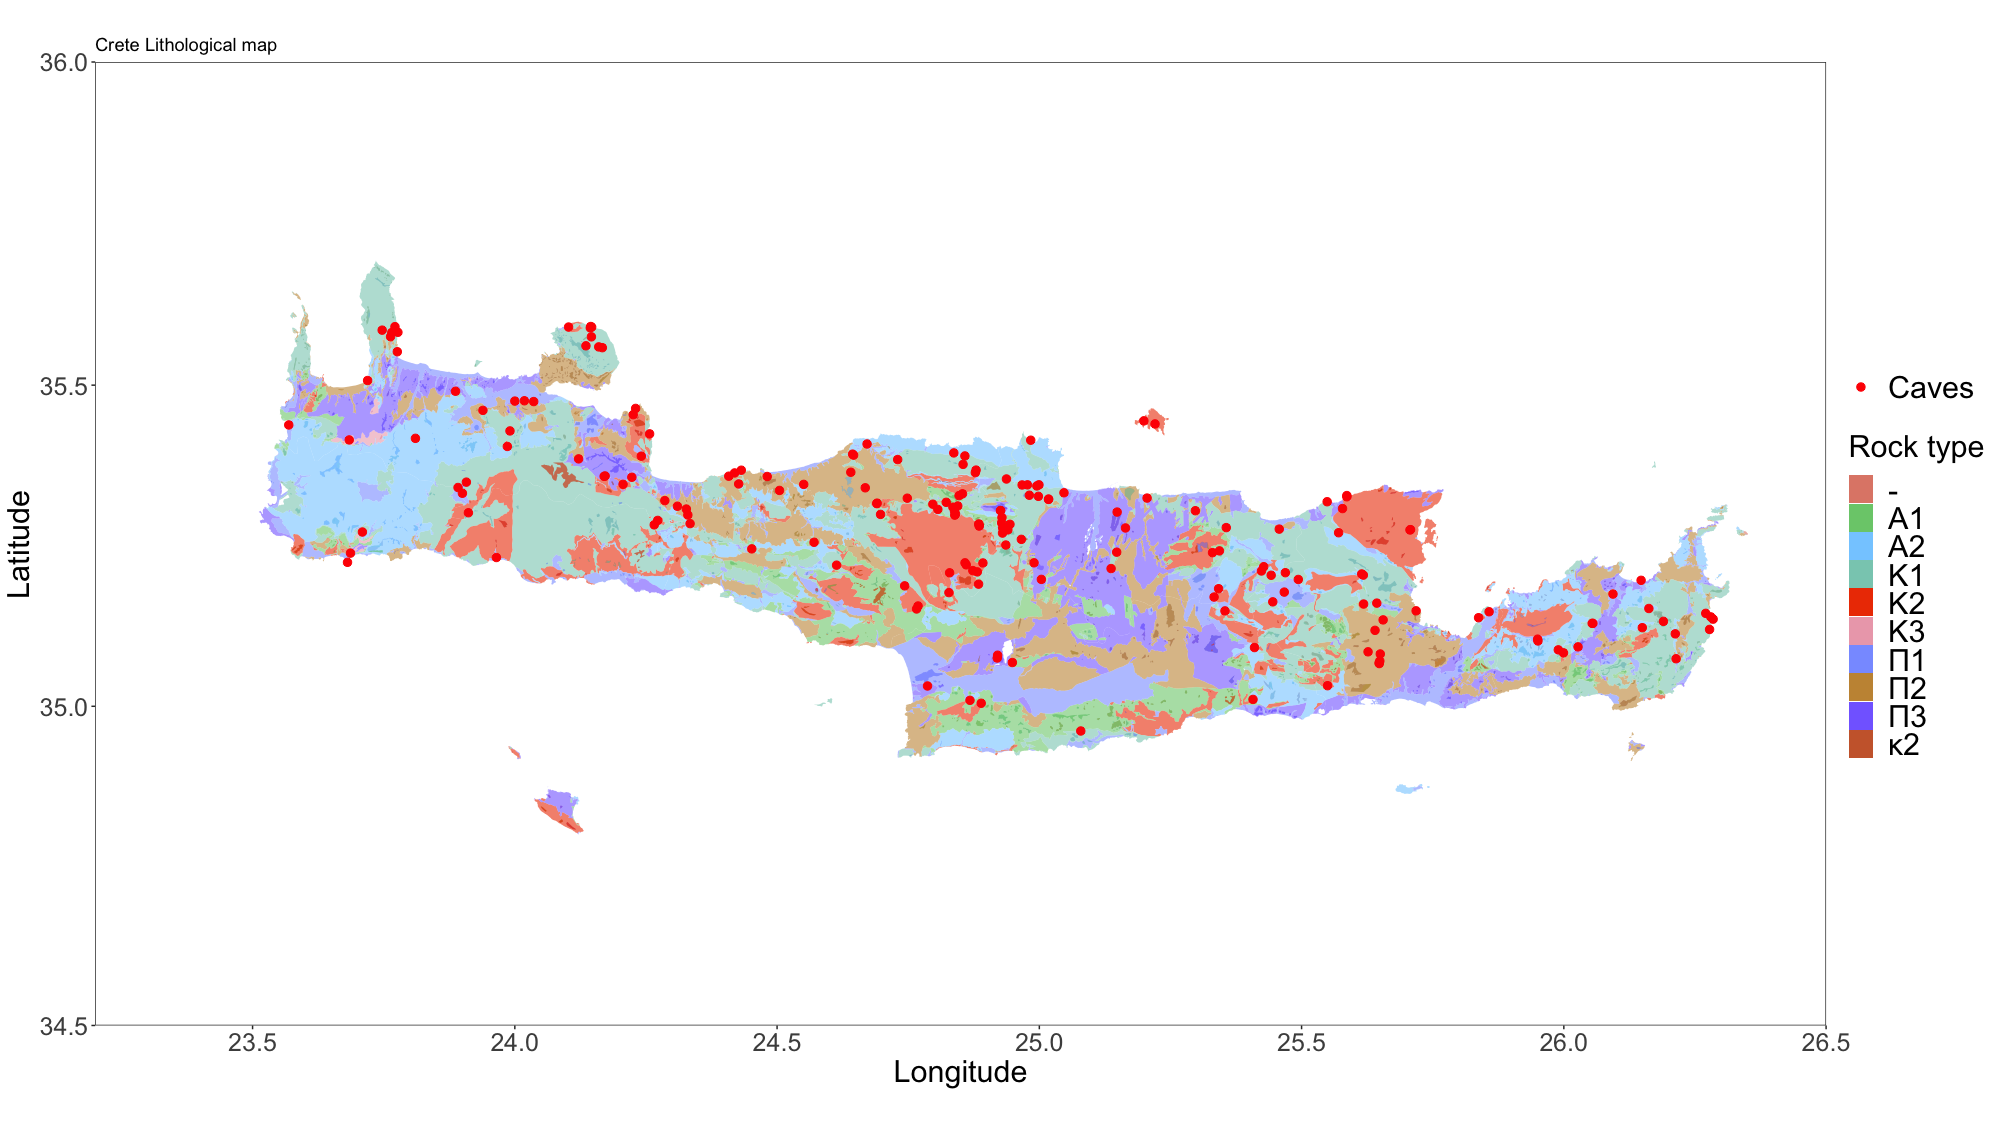 Crete Lithological map
36.0
35.5
35.0
34.5
Latitude
23.5 24.0 24.5 25.0 25.5 26.0 26.5
Longitude
Caves
Rock type
-
A1
A2
K1
K2
K3
Π1
Π2
Π3
κ2